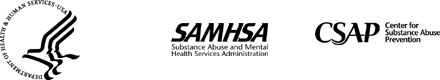 DEPARTMENT OF HEALTH & HUMAN SERVICES • USA
SAMHSA
Substance Abuse and Mental
Health Services Administration
CSAP
Center for
Substance Abuse
Prevention